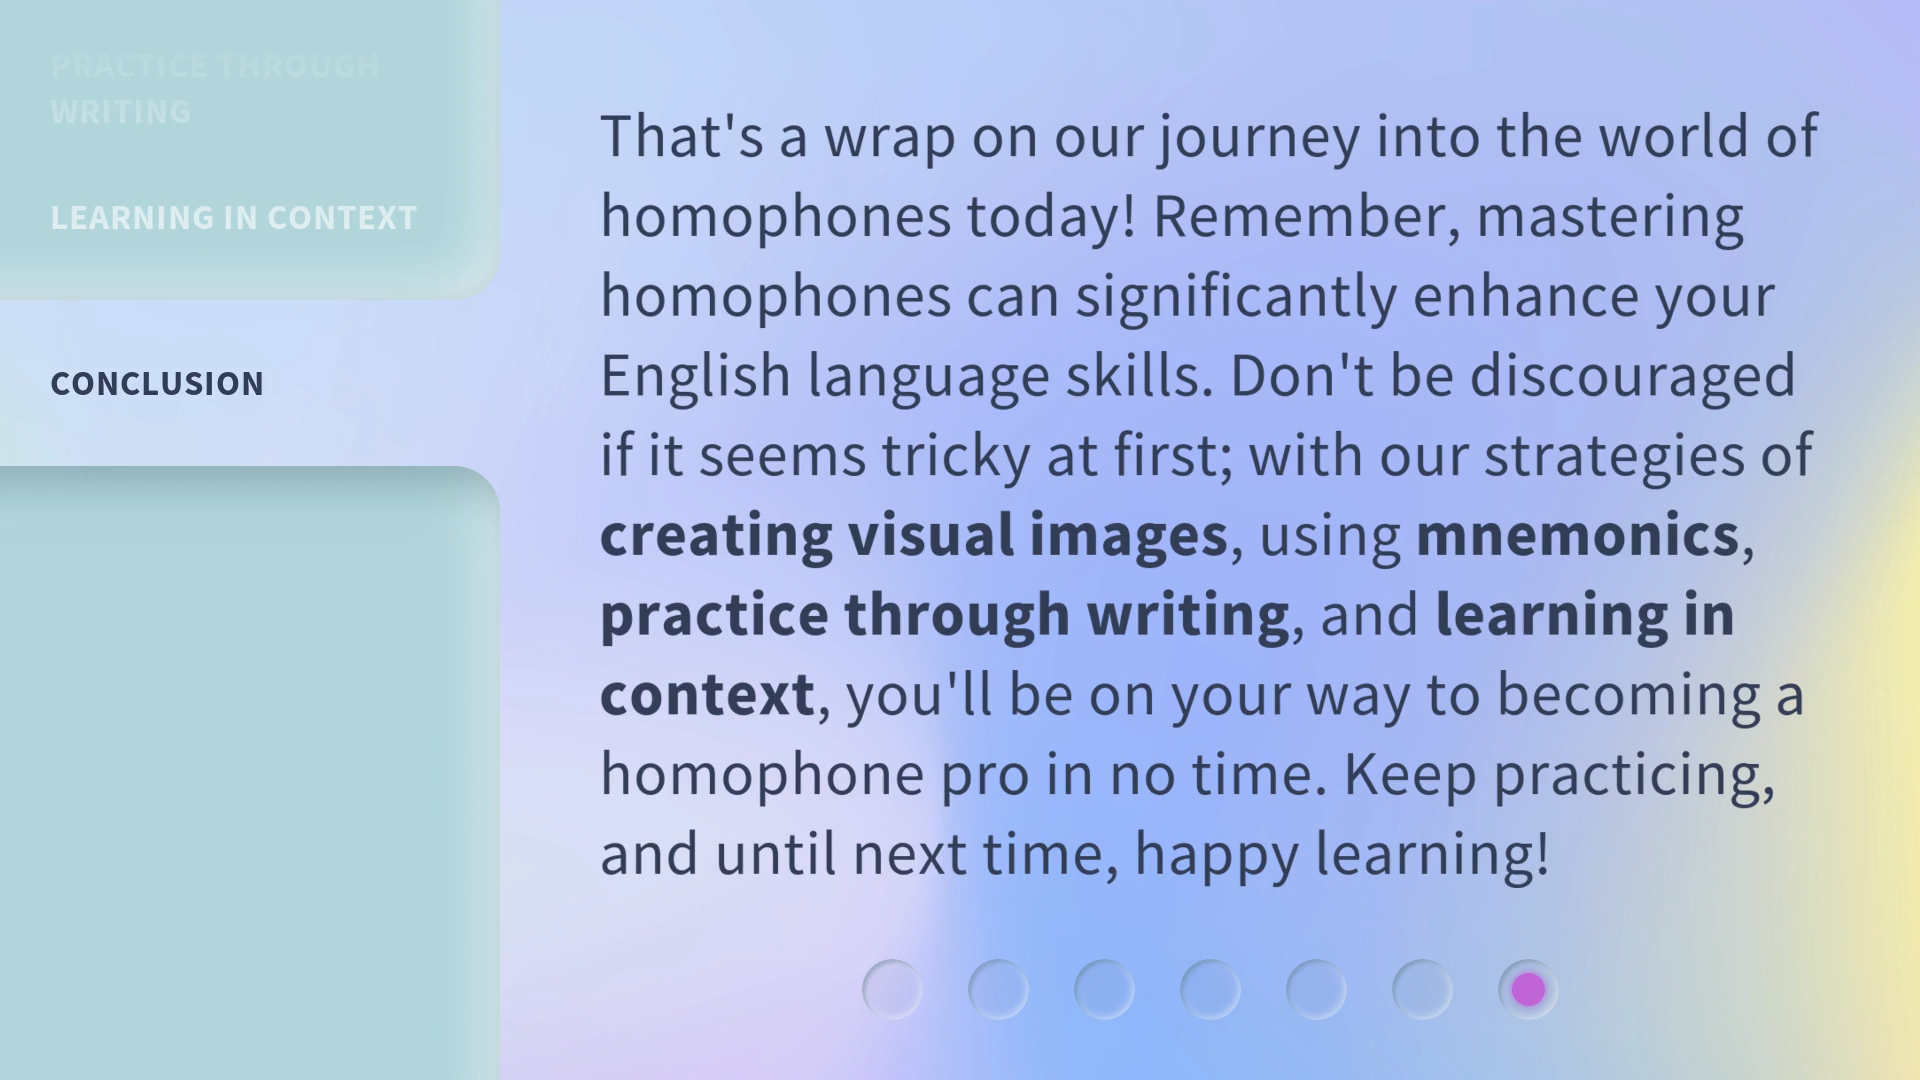 PRACTICE THROUGH
WRITING
LEARNING IN CONTEXT
CONCLUSION
That's a wrap on our journey into the world of
homophones today! Remember, mastering
homophones can significantly enhance your
English language skills. Don't be discouraged
if it seems tricky at first; with our strategies of
creating visual images, using mnemonics,
practice through writing, and learning in
context, you'll be on your way to becoming a
homophone pro in no time. Keep practicing,
and until next time, happy learning!